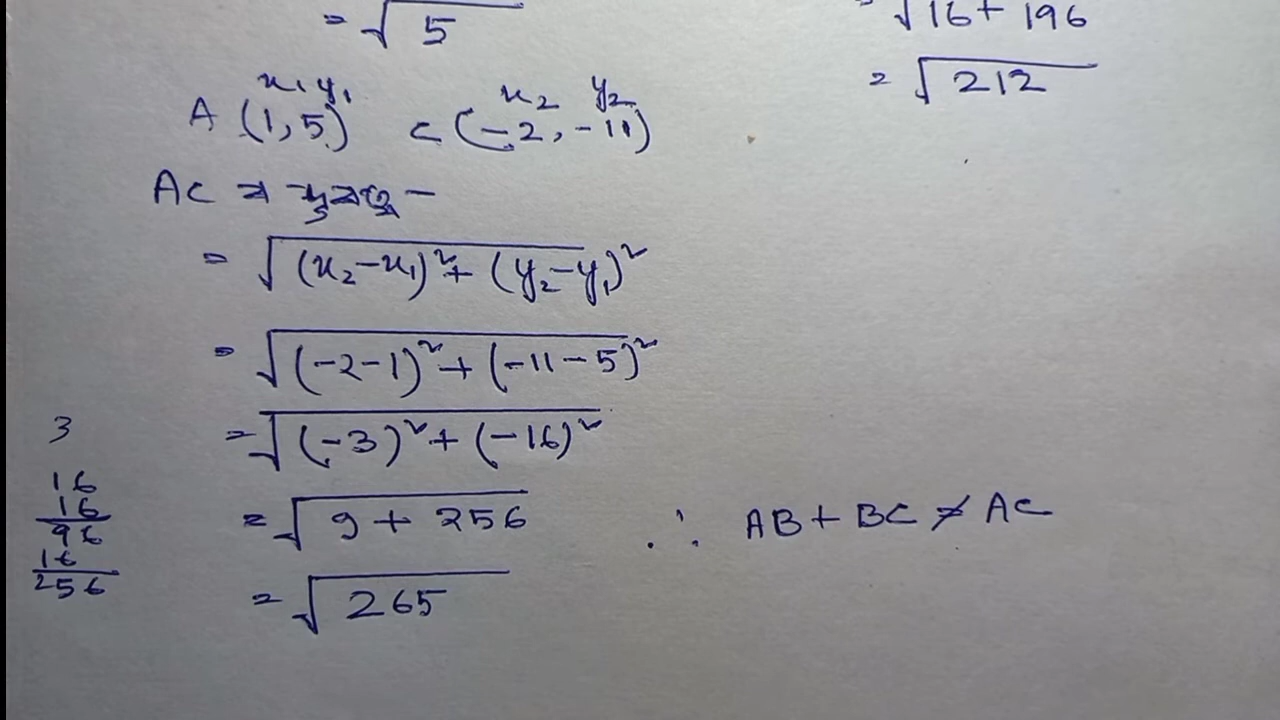 = √5
= √16 + 196
= √212
x₁ y₁ x₂ y₂
A (1, 5) C (-2, -11)
AC
= √(x₂-x₁)² + (y₂-y₁)²
= √(-2-1)² + (-11-5)²
= √(-3)² + (-16)²
= √9 + 256
= √265
3
16
16
96
16
256
∴ AB + BC ≠ AC